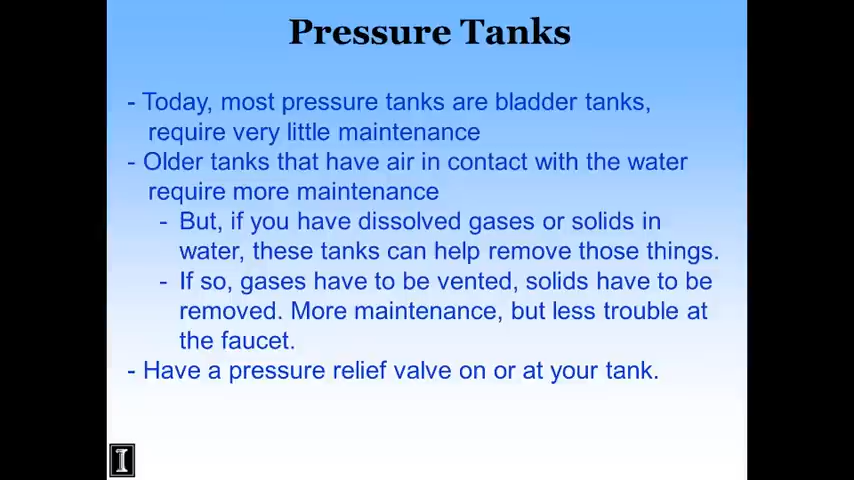 Pressure Tanks
- Today, most pressure tanks are bladder tanks,
require very little maintenance
- Older tanks that have air in contact with the water
require more maintenance
- But, if you have dissolved gases or solids in
water, these tanks can help remove those things.
- If so, gases have to be vented, solids have to be
removed. More maintenance, but less trouble at
the faucet.
- Have a pressure relief valve on or at your tank.
I